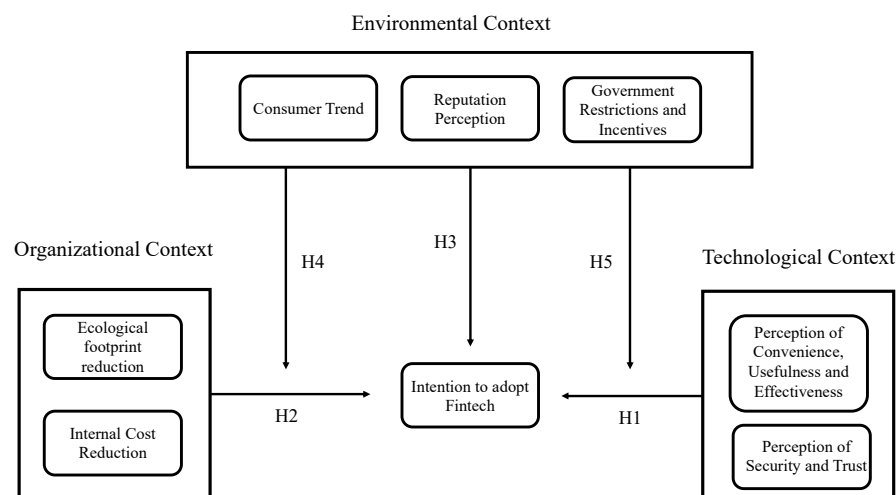 Environmental Context
Consumer Trend
Reputation
Perception
Government
Restrictions and
Incentives
Organizational Context
H4
H3
H5
Technological Context
Ecological
footprint
reduction
Internal Cost
Reduction
H2
Intention to adopt
Fintech
H1
Perception of
Convenience,
Usefulness and
Effectiveness
Perception of
Security and Trust